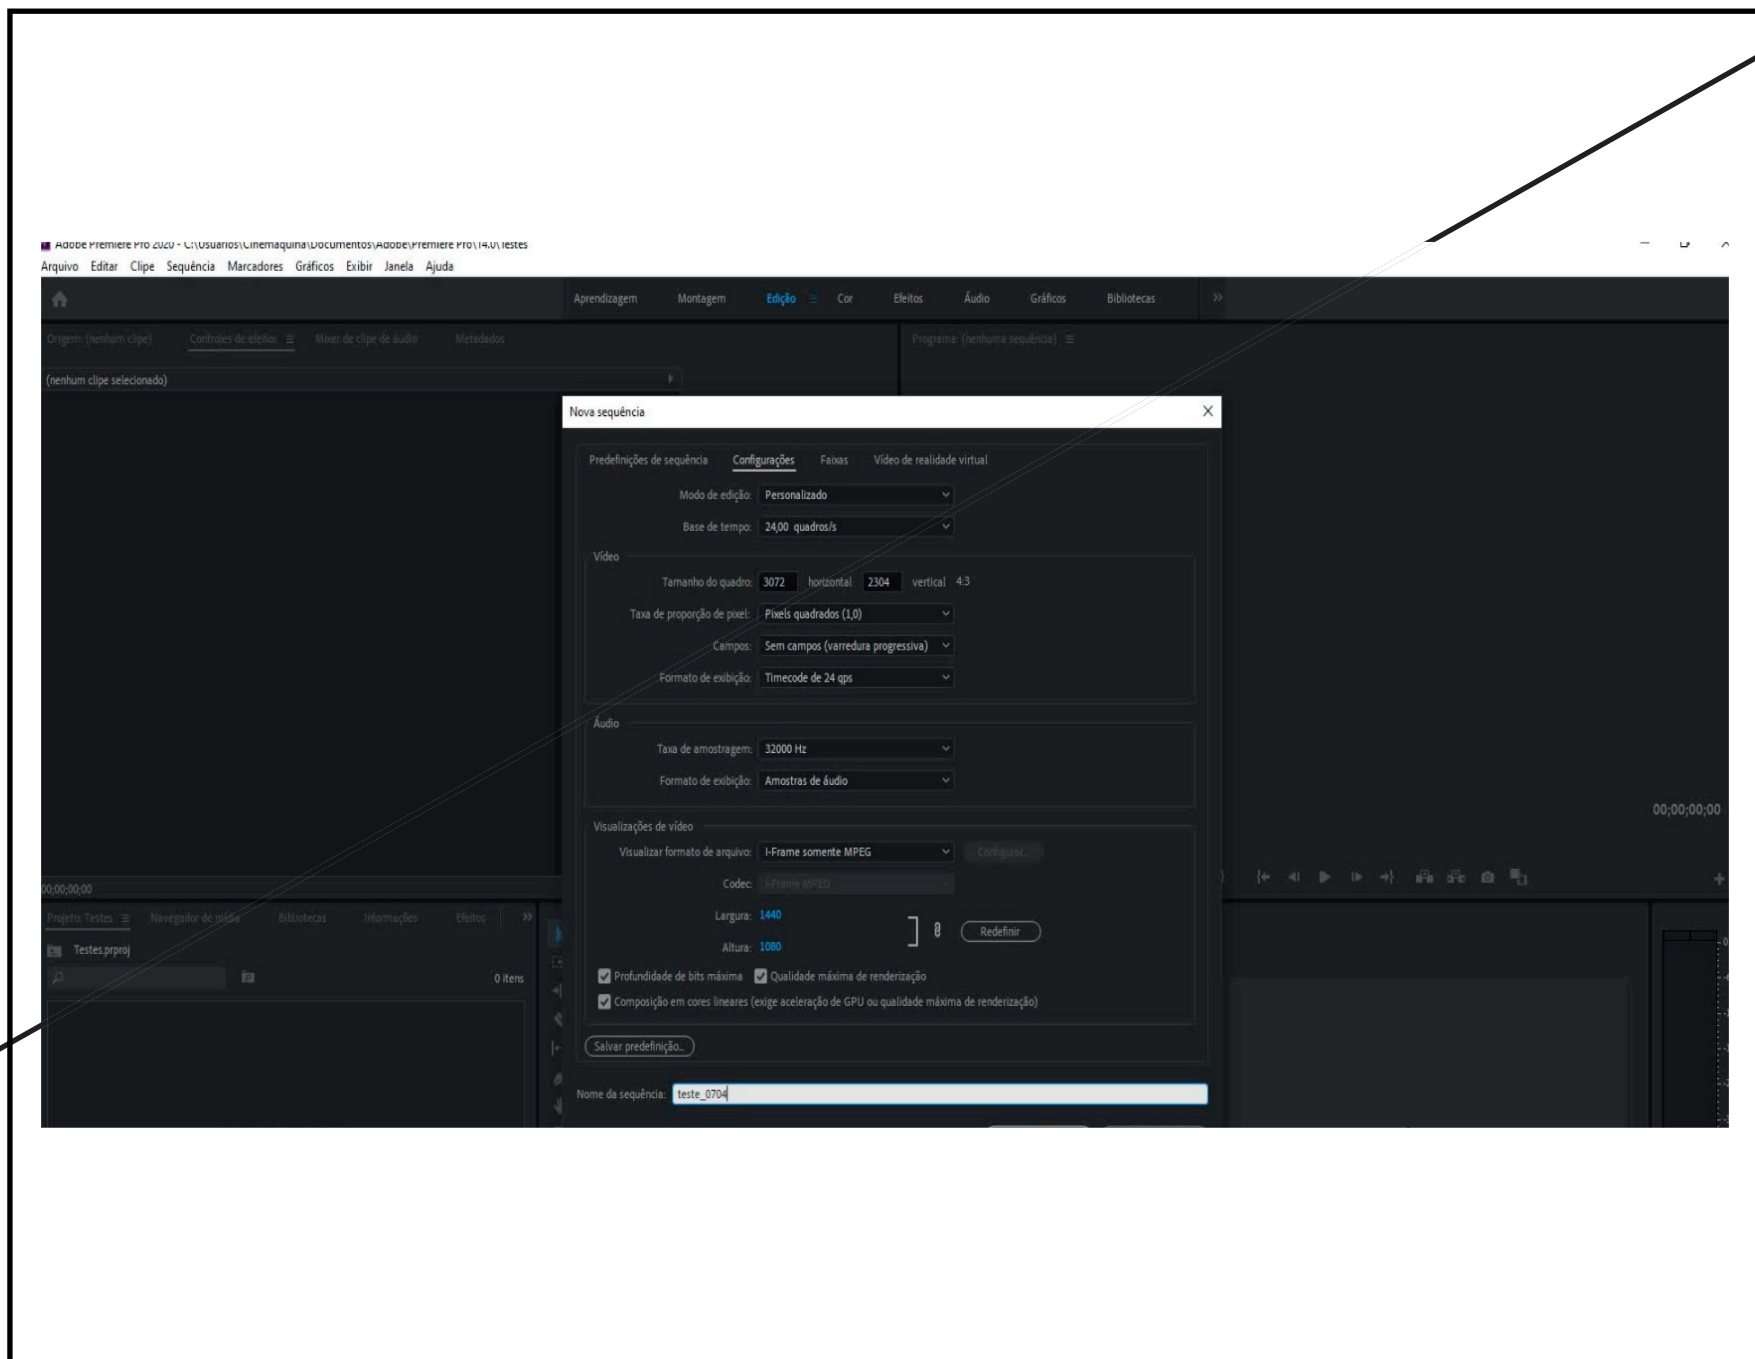 Adobe Premiere Pro 2020 - C:\Usuários\Cinemaquina\Documentos\Adobe\Premiere Pro\14.0\Testes
Arquivo Editar Clipe Sequência Marcadores Gráficos Exibir Janela Ajuda
Aprendizagem Montagem Edição Cor Efeitos Áudio Gráficos Bibliotecas
Origem: (nenhum clipe) Controles de efeitos Mixer de clipe de áudio Metadados Programa: (nenhuma sequência)
(nenhum clipe selecionado)
Nova sequência
Predefinições de sequência Configurações Faixas Vídeo de realidade virtual
Modo de edição: Personalizado
Base de tempo: 24,00 quadros/s
Vídeo
Tamanho do quadro: 3072 horizontal 2304 vertical 4:3
Taxa de proporção de pixel: Pixels quadrados (1,0)
Campos: Sem campos (varredura progressiva)
Formato de exibição: Timecode de 24 qps
Áudio
Taxa de amostragem: 32000 Hz
Formato de exibição: Amostras de áudio
00;00;00;00
Visualizações de vídeo
Visualizar formato de arquivo: I-Frame somente MPEG Configurar...
Codec: I-Frame MPEG
00;00;00;00
Largura: 1440
Altura: 1080
Redefinir
Projeto: Testes Navegador de mídia Bibliotecas Informações Efeitos
Testes.prproj
0 itens
Profundidade de bits máxima Qualidade máxima de renderização
Composição em cores lineares (exige aceleração de GPU ou qualidade máxima de renderização)
Salvar predefinição...
Nome da sequência: teste_0704